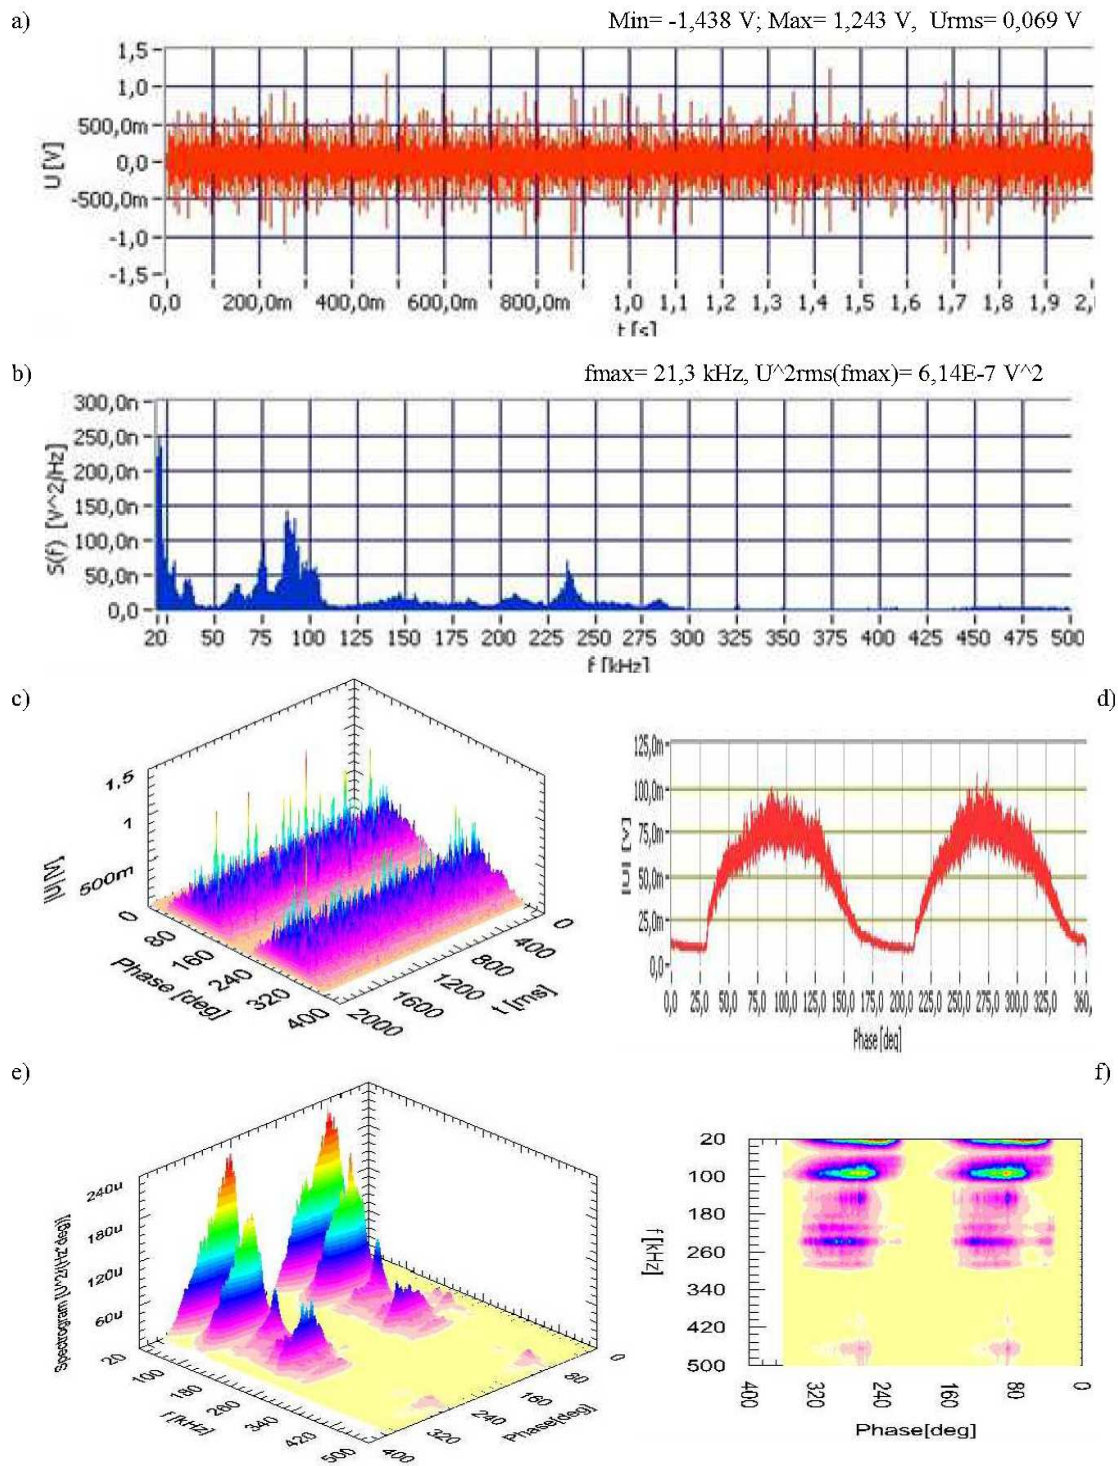 a)
Min= -1,438 V; Max= 1,243 V, Urms= 0,069 V
1,5
1,0
500,0m
0,0
-500,0m
-1,0
-1,5
U [V]
0,0 200,0m 400,0m 600,0m 800,0m 1,0 1,1 1,2 1,3 1,4 1,5 1,6 1,7 1,8 1,9 2,
t [s]
b)
fmax= 21,3 kHz, U^2rms(fmax)= 6,14E-7 V^2
300,0n
250,0n
200,0n
150,0n
100,0n
50,0n
0,0
S(f) [V^2/Hz]
20 50 75 100 125 150 175 200 225 250 275 300 325 350 375 400 425 450 475 500
f [kHz]
c)
1,5
1
500m
|U| [V]
0 80 160 240 320 400
Phase [deg]
2000 1600 1200 800 400 0
t [ms]
d)
125,0m
100,0m
75,0m
50,0m
25,0m
0,0
|U| [V]
0,0 25,0 50,0 75,0 100,0 125,0 150,0 175,0 200,0 225,0 250,0 275,0 300,0 325,0 360,
Phase [deg]
e)
240u
180u
120u
60u
Spectrogram [U^2/(Hz*deg)]
20 100 180 260 340 420 500
f [kHz]
400 320 240 160 80 0
Phase[deg]
f)
20
100
180
260
340
420
500
f[kHz]
400 320 240 160 80 0
Phase[deg]